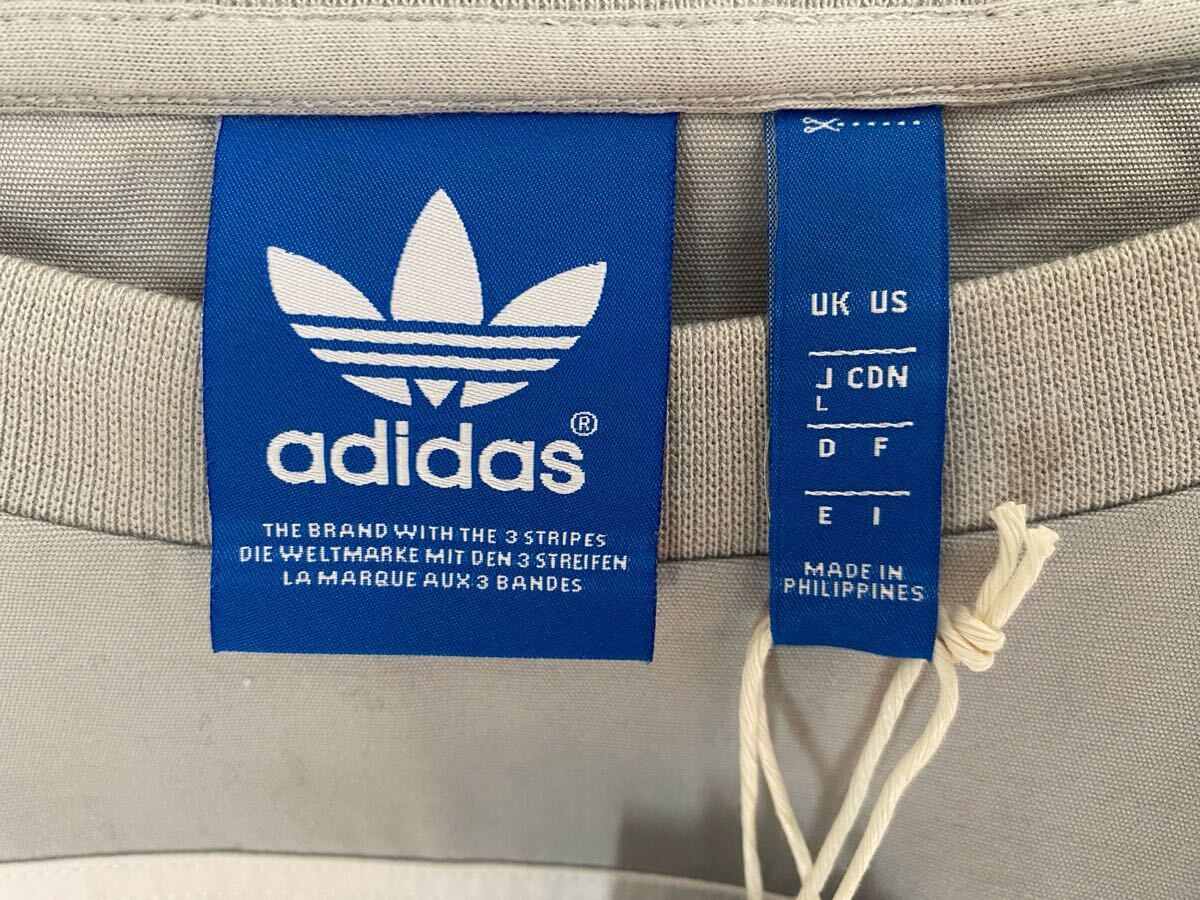 adidas®
THE BRAND WITH THE 3 STRIPES
DIE WELTMARKE MIT DEN 3 STREIFEN
LA MARQUE AUX 3 BANDES
UK US
J CDN
L
D F
E I
MADE IN
PHILIPPINES